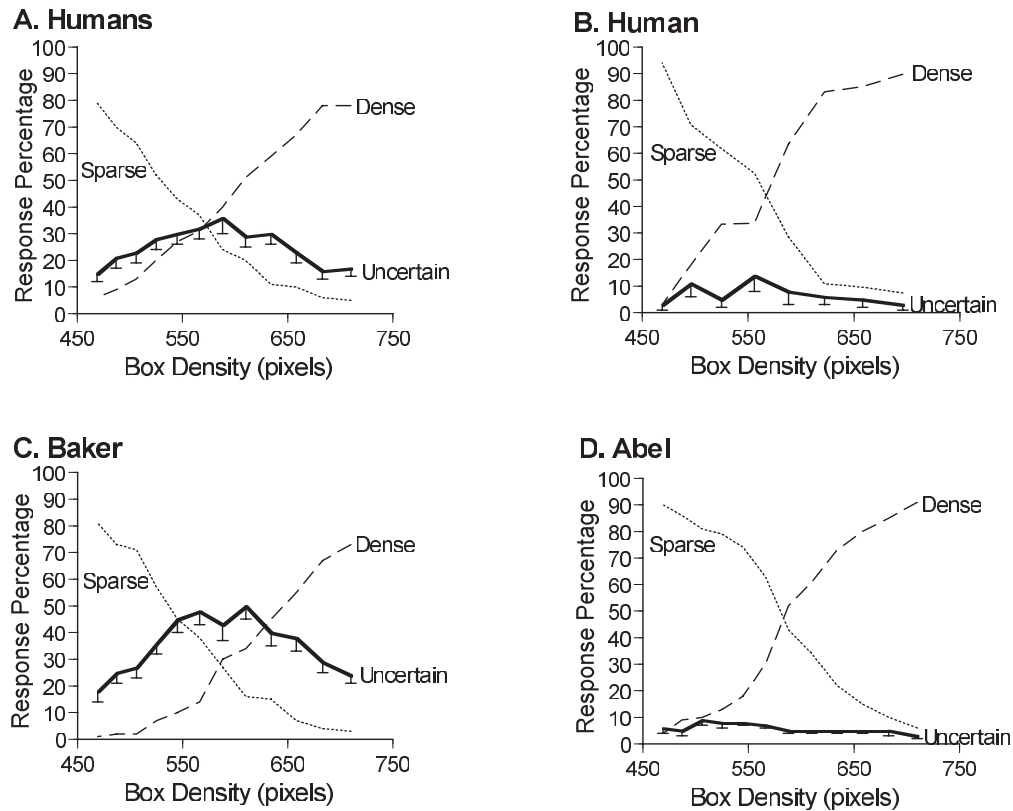 A. Humans
100
90
80
70
60
50
40
30
20
10
0
Response Percentage
Sparse
Dense
Uncertain
450 550 650 750
Box Density (pixels)
B. Human
100
90
80
70
60
50
40
30
20
10
0
Response Percentage
Sparse
Dense
Uncertain
450 550 650 750
Box Density (pixels)
C. Baker
100
90
80
70
60
50
40
30
20
10
0
Response Percentage
Sparse
Dense
Uncertain
450 550 650 750
Box Density (pixels)
D. Abel
100
90
80
70
60
50
40
30
20
10
0
Response Percentage
Sparse
Dense
Uncertain
450 550 650 750
Box Density (pixels)